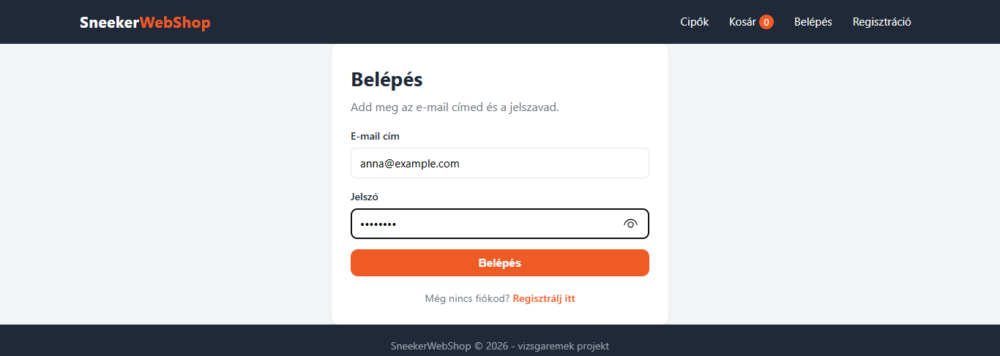 SneekerWebShop
Cipők Kosár 0 Belépés Regisztráció
Belépés
Add meg az e-mail címed és a jelszavad.
E-mail cím
anna@example.com
Jelszó
••••••••
Belépés
Még nincs fiókod? Regisztrálj itt
SneekerWebShop © 2026 - vizsgaremek projekt